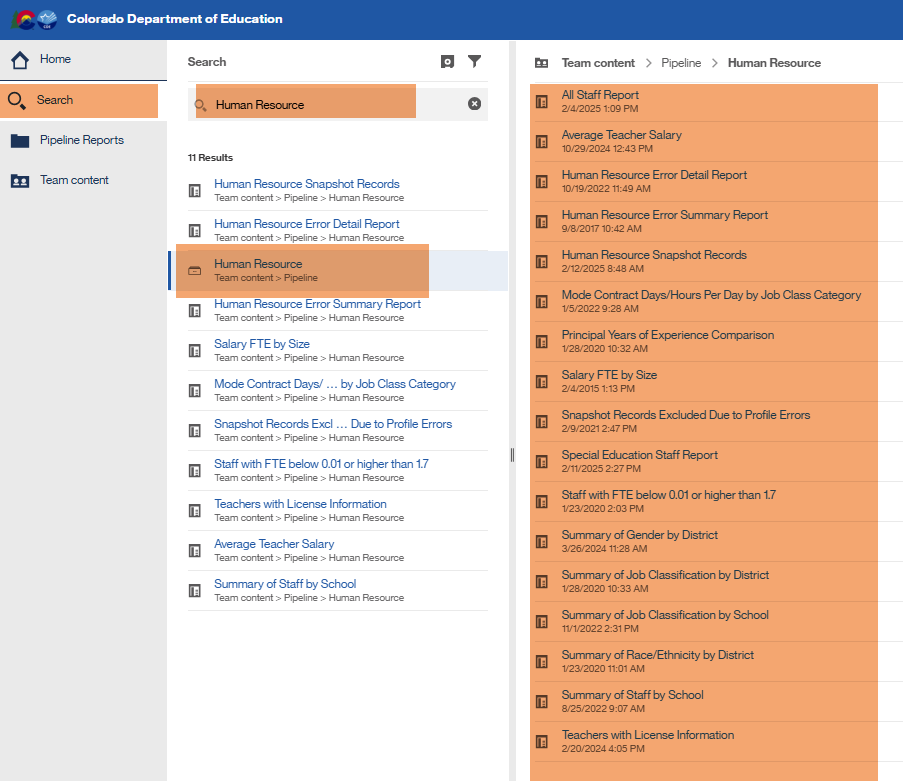 Colorado Department of Education
Home
Search
Pipeline Reports
Team content
Search
Human Resource
11 Results
Human Resource Snapshot Records
Team content > Pipeline > Human Resource
Human Resource Error Detail Report
Team content > Pipeline > Human Resource
Human Resource
Team content > Pipeline
Human Resource Error Summary Report
Team content > Pipeline > Human Resource
Salary FTE by Size
Team content > Pipeline > Human Resource
Mode Contract Days/ ... by Job Class Category
Team content > Pipeline > Human Resource
Snapshot Records Excl ... Due to Profile Errors
Team content > Pipeline > Human Resource
Staff with FTE below 0.01 or higher than 1.7
Team content > Pipeline > Human Resource
Teachers with License Information
Team content > Pipeline > Human Resource
Average Teacher Salary
Team content > Pipeline > Human Resource
Summary of Staff by School
Team content > Pipeline > Human Resource
Team content > Pipeline > Human Resource
All Staff Report
2/4/2025 1:09 PM
Average Teacher Salary
10/29/2024 12:43 PM
Human Resource Error Detail Report
10/19/2022 11:49 AM
Human Resource Error Summary Report
9/8/2017 10:42 AM
Human Resource Snapshot Records
2/12/2025 8:48 AM
Mode Contract Days/Hours Per Day by Job Class Category
1/5/2022 9:28 AM
Principal Years of Experience Comparison
1/28/2020 10:32 AM
Salary FTE by Size
2/4/2015 1:13 PM
Snapshot Records Excluded Due to Profile Errors
2/9/2021 2:47 PM
Special Education Staff Report
2/11/2025 2:27 PM
Staff with FTE below 0.01 or higher than 1.7
1/23/2020 2:03 PM
Summary of Gender by District
3/26/2024 11:28 AM
Summary of Job Classification by District
1/28/2020 10:33 AM
Summary of Job Classification by School
11/1/2022 2:31 PM
Summary of Race/Ethnicity by District
1/23/2020 11:01 AM
Summary of Staff by School
8/25/2022 9:07 AM
Teachers with License Information
2/20/2024 4:05 PM